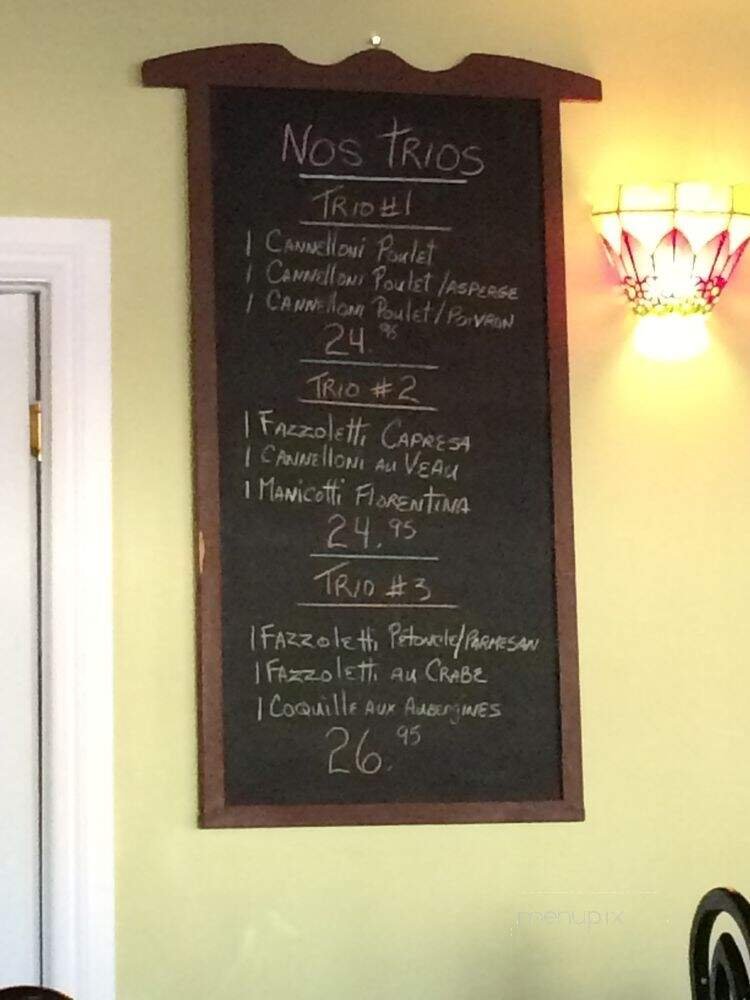 NOS TRIOS
TRIO #1
1 CANNELLONI POULET
1 CANNELLONI POULET/ASPERGE
1 CANNELLONI POULET/POIVRON
24.95
TRIO #2
1 FAZZOLETTI CAPRESA
1 CANNELLONI AU VEAU
1 MANICOTTI FLORENTINA
24.95
TRIO #3
1 FAZZOLETTI PÉTONCLE/PARMESAN
1 FAZZOLETTI AU CRABE
1 COQUILLE AUX AUBERGINES
26.95
menupix